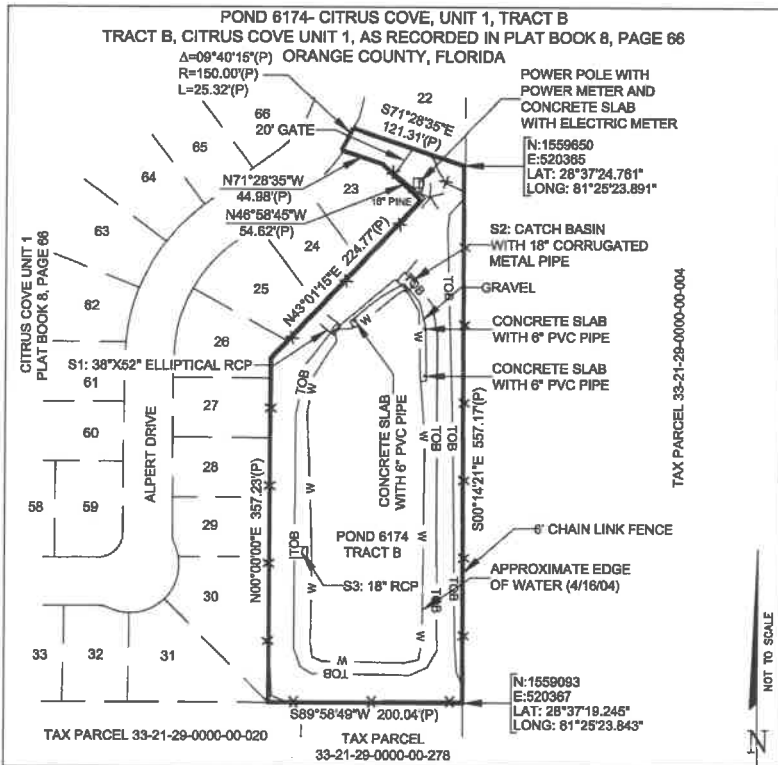 POND 6174- CITRUS COVE, UNIT 1, TRACT B
TRACT B, CITRUS COVE UNIT 1, AS RECORDED IN PLAT BOOK 8, PAGE 66
ORANGE COUNTY, FLORIDA
Δ=09°40'15"(P)
R=150.00'(P)
L=25.32'(P)
22
S71°28'35"E
121.31'(P)
POWER POLE WITH
POWER METER AND
CONCRETE SLAB
WITH ELECTRIC METER
66
20' GATE
65
N:1559650
E:520365
LAT: 28°37'24.761"
LONG: 81°25'23.891"
64
N71°28'35"W
44.98'(P)
23
18" PINE
N46°58'45"W
54.62'(P)
63
24
N43°01'15"E 224.77'(P)
S2: CATCH BASIN
WITH 18" CORRUGATED
METAL PIPE
TOB
TOB
GRAVEL
CITRUS COVE UNIT 1
PLAT BOOK 8, PAGE 66
62
25
W
W
CONCRETE SLAB
WITH 6" PVC PIPE
26
S1: 38"X52" ELLIPTICAL RCP
CONCRETE SLAB
WITH 6" PVC PIPE
61
TOB
27
CONCRETE SLAB
WITH 6" PVC PIPE
W
TOB
TOB
S00°14'21"E 557.17'(P)
TAX PARCEL 33-21-29-0000-00-004
60
ALPERT DRIVE
28
N00°00'00"E 357.23'(P)
W
58
59
29
POND 6174
TRACT B
W
6' CHAIN LINK FENCE
TOB
S3: 18" RCP
W
APPROXIMATE EDGE
OF WATER (4/16/04)
TOB
TOB
30
W
33
32
31
W
TOB
N:1559093
E:520367
LAT: 28°37'19.245"
LONG: 81°25'23.843"
S89°58'49"W 200.04'(P)
TAX PARCEL 33-21-29-0000-00-020
TAX PARCEL
33-21-29-0000-00-278
NOT TO SCALE
N